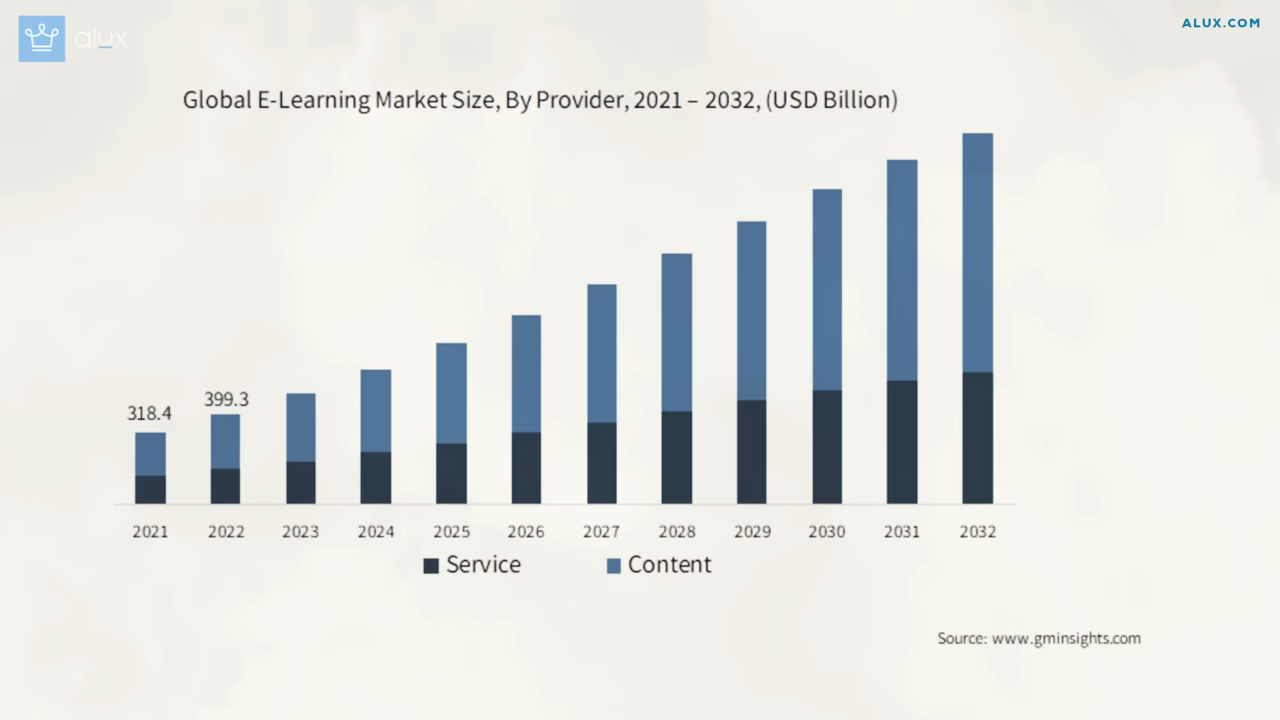 alux
ALUX.COM
Global E-Learning Market Size, By Provider, 2021 – 2032, (USD Billion)
318.4
399.3
2021 2022 2023 2024 2025 2026 2027 2028 2029 2030 2031 2032
Service Content
Source: www.gminsights.com